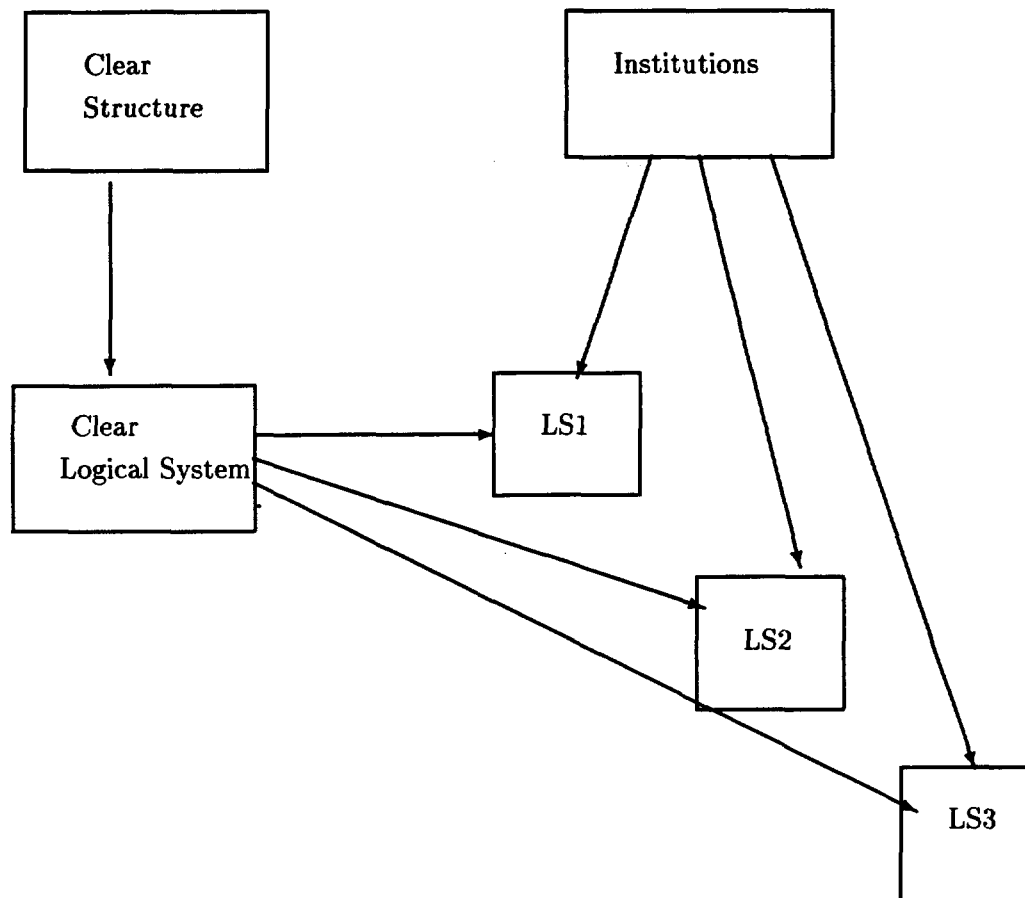 Clear
Structure
Institutions
Clear
Logical System
LS1
LS2
LS3